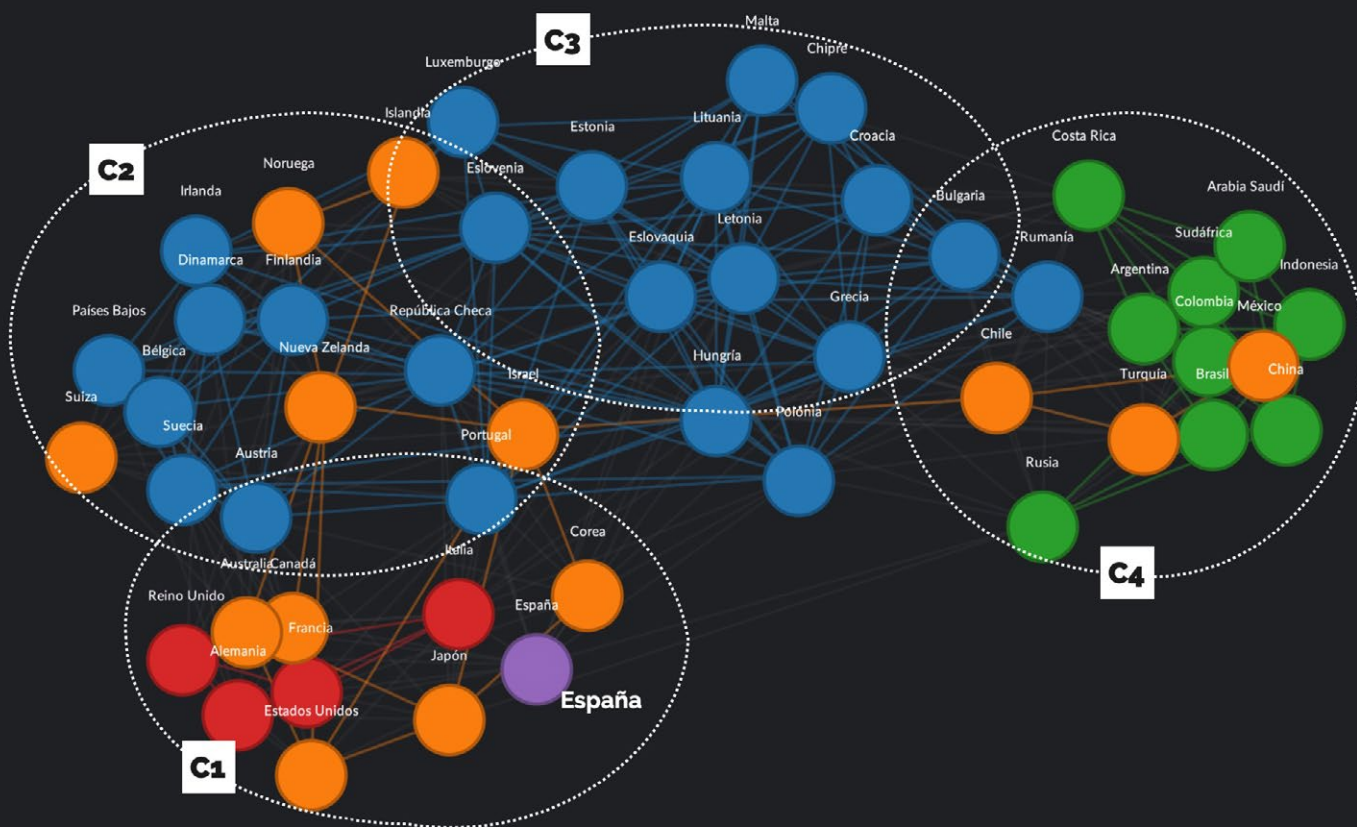 Malta
C3
Chipre
Luxemburgo
Islandia
Estonia
Lituania
Croacia
Costa Rica
C2
Noruega
Eslovenia
Irlanda
Arabia Saudí
Bulgaria
Letonia
Sudáfrica
Eslovaquia
Rumanía
Dinamarca
Finlandia
Argentina
Indonesia
Grecia
Colombia
México
Países Bajos
República Checa
Chile
Bélgica
Nueva Zelanda
Hungría
Israel
Turquía
Brasil
China
Suiza
Polonia
Suecia
Portugal
Austria
Rusia
Corea
Italia
Australia
Canadá
C4
Reino Unido
España
Francia
Alemania
Japón
España
Estados Unidos
C1